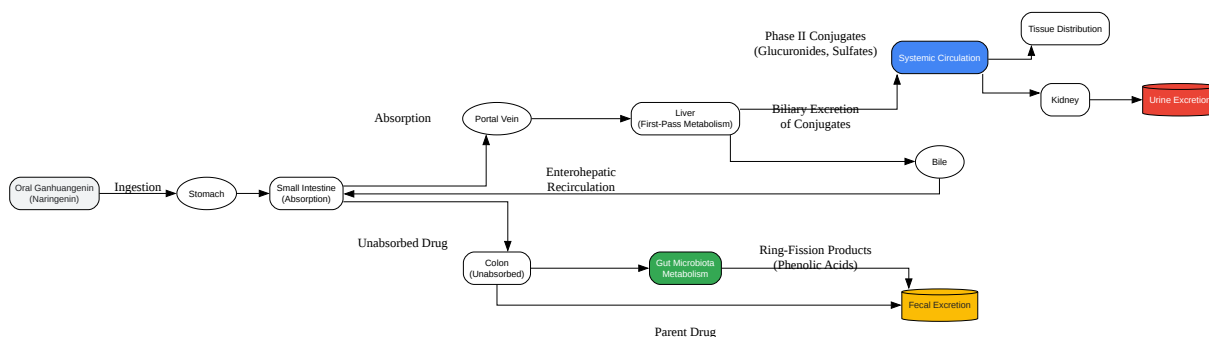 Phase II Conjugates
(Glucuronides, Sulfates)
Tissue Distribution
Systemic Circulation
Kidney
Urine Excretion
Absorption
Portal Vein
Liver
(First-Pass Metabolism)
Biliary Excretion
of Conjugates
Bile
Enterohepatic
Recirculation
Oral Ganhuangenin
(Naringenin)
Ingestion
Stomach
Small Intestine
(Absorption)
Unabsorbed Drug
Colon
(Unabsorbed)
Gut Microbiota
Metabolism
Ring-Fission Products
(Phenolic Acids)
Fecal Excretion
Parent Drug